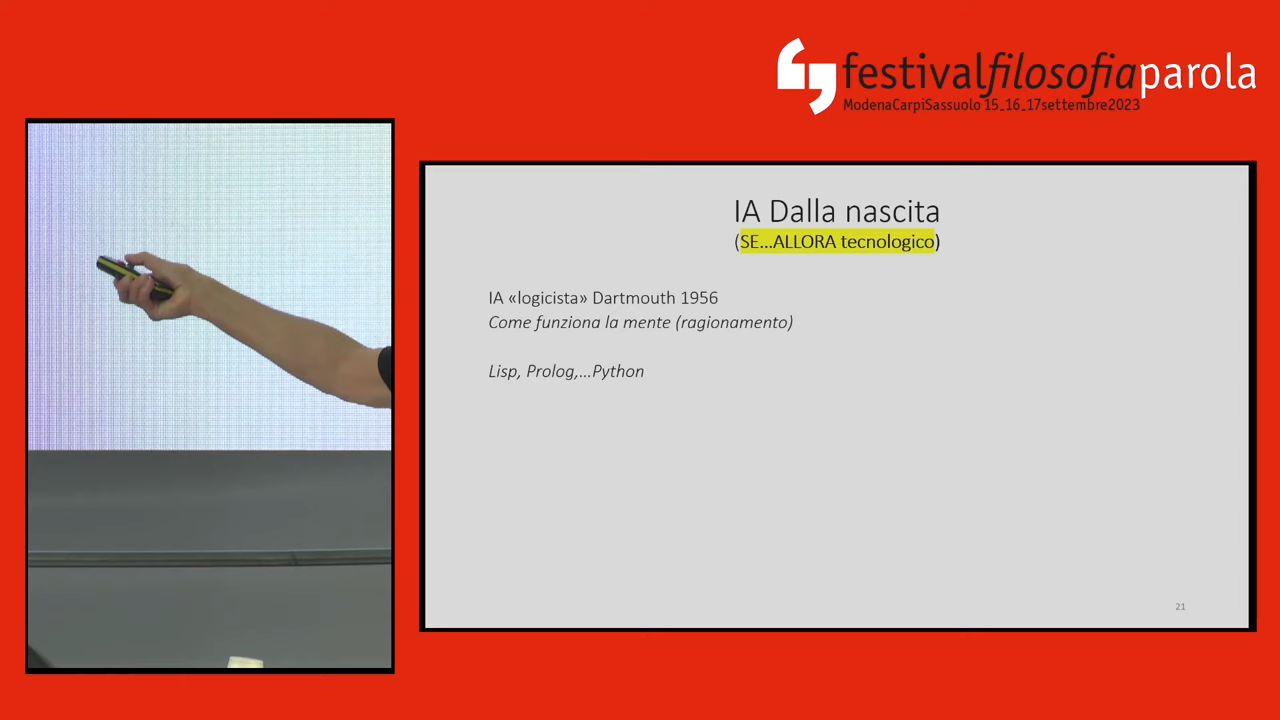 festivalfilosofiaparola
ModenaCarpiSassuolo 15_16_17settembre2023
IA Dalla nascita
(SE...ALLORA tecnologico)
IA «logicista» Dartmouth 1956
Come funziona la mente (ragionamento)
Lisp, Prolog,...Python
21